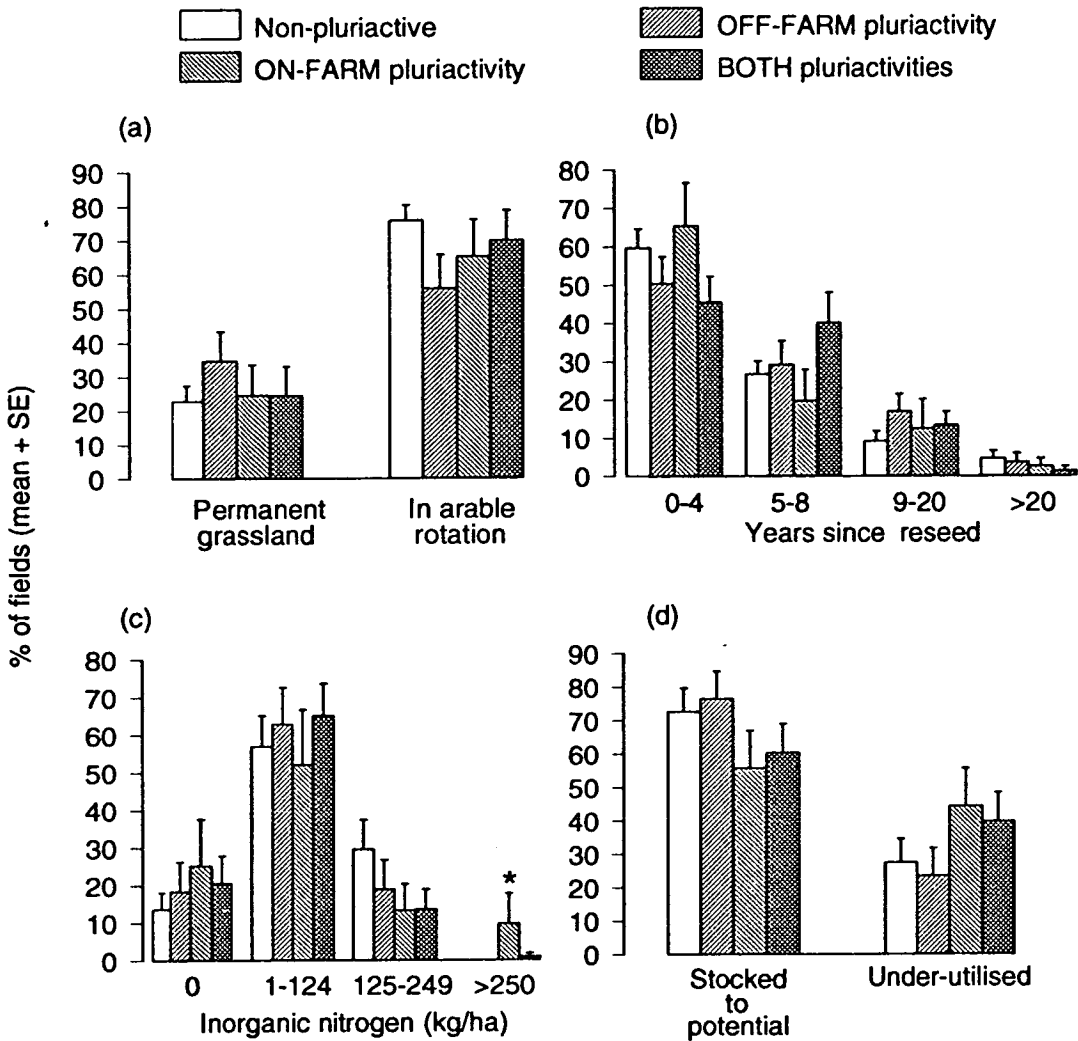 Non-pluriactive
OFF-FARM pluriactivity
ON-FARM pluriactivity
BOTH pluriactivities
% of fields (mean + SE)
(a)
90
80
70
60
50
40
30
20
10
0
Permanent
grassland
In arable
rotation
(b)
80
70
60
50
40
30
20
10
0
0-4 5-8 9-20 >20
Years since reseed
(c)
80
70
60
50
40
30
20
10
0
*
0 1-124 125-249 >250
Inorganic nitrogen (kg/ha)
(d)
90
80
70
60
50
40
30
20
10
0
Stocked
to
potential
Under-utilised